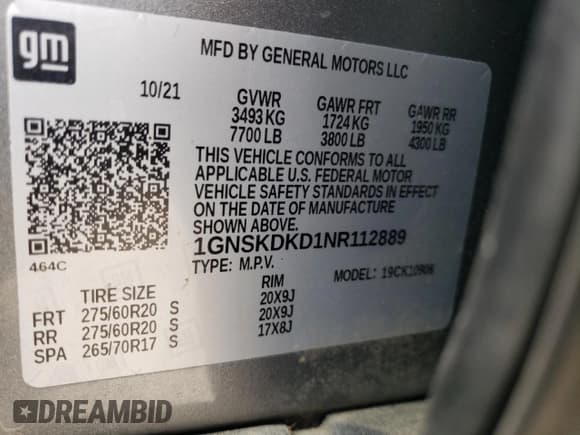 gm
MFD BY GENERAL MOTORS LLC
10/21 GVWR GAWR FRT GAWR RR
3493 KG 1724 KG 1950 KG
7700 LB 3800 LB 4300 LB
THIS VEHICLE CONFORMS TO ALL
APPLICABLE U.S. FEDERAL MOTOR
VEHICLE SAFETY STANDARDS IN EFFECT
ON THE DATE OF MANUFACTURE
SHOWN ABOVE.
1GNSKDKD1NR112889
464C TYPE: M.P.V. MODEL: 19CK10906
TIRE SIZE RIM
FRT 275/60R20 S 20X9J
RR 275/60R20 S 20X9J
SPA 265/70R17 S 17X8J
DREAMBID